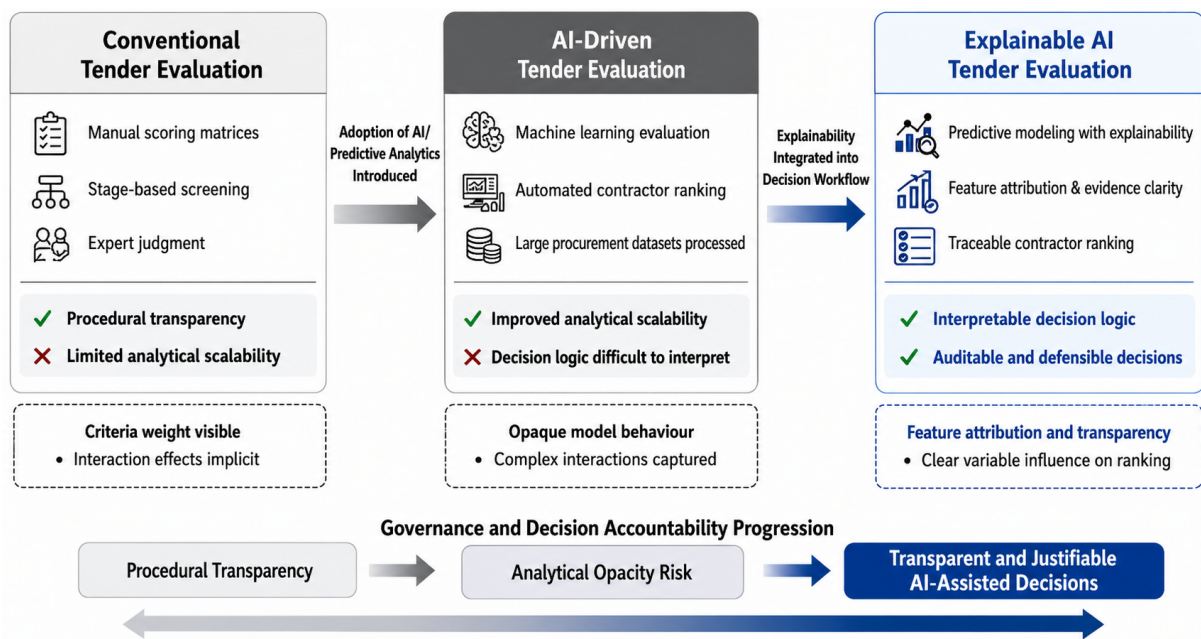 Conventional
Tender Evaluation
Manual scoring matrices
Stage-based screening
Expert judgment
Procedural transparency
Limited analytical scalability
Criteria weight visible
• Interaction effects implicit
Adoption of AI/
Predictive Analytics
Introduced
AI-Driven
Tender Evaluation
Machine learning evaluation
Automated contractor ranking
Large procurement datasets processed
Improved analytical scalability
Decision logic difficult to interpret
Opaque model behaviour
• Complex interactions captured
Explainability
Integrated into
Decision Workflow
Explainable AI
Tender Evaluation
Predictive modeling with explainability
Feature attribution & evidence clarity
Traceable contractor ranking
Interpretable decision logic
Auditable and defensible decisions
Feature attribution and transparency
• Clear variable influence on ranking
Governance and Decision Accountability Progression
Procedural Transparency
Analytical Opacity Risk
Transparent and Justifiable
AI-Assisted Decisions